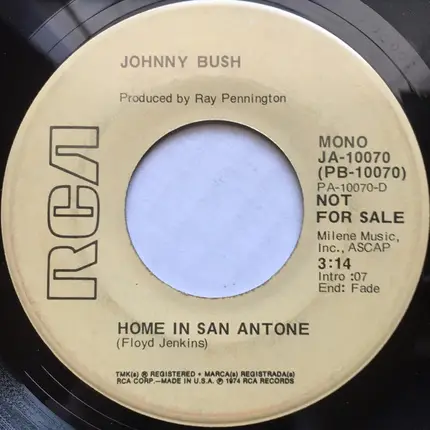 JOHNNY BUSH
Produced by Ray Pennington
RCA
MONO
JA-10070
(PB-10070)
PA-10070-D
NOT
FOR SALE
Milene Music,
Inc., ASCAP
3:14
Intro :07
End: Fade
HOME IN SAN ANTONE
(Floyd Jenkins)
TMK(s) ® REGISTERED • MARCA(s) REGISTRADA(s)
RCA CORP.—MADE IN U.S.A. ℗ 1974 RCA RECORDS